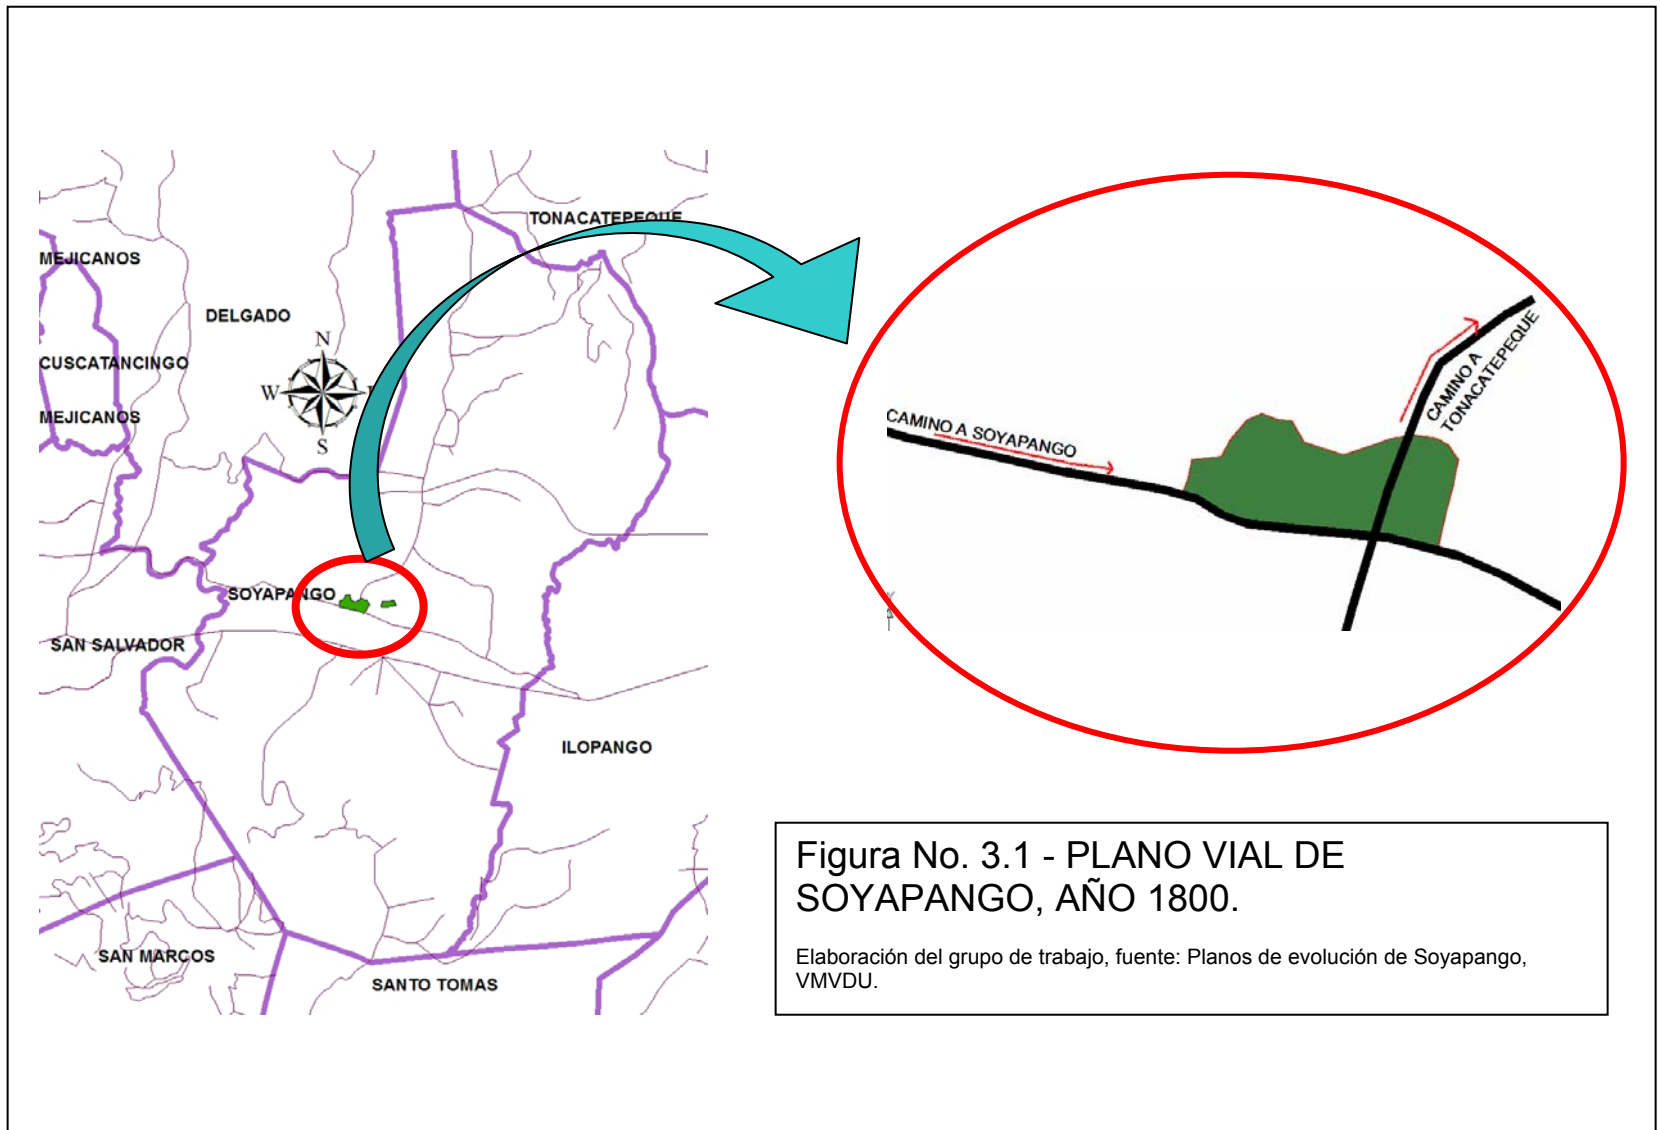 TONACATEPEQUE
MEJICANOS
DELGADO
N
CUSCATANCINGO
W
MEJICANOS
S
SOYAPANGO
SAN SALVADOR
ILOPANGO
SAN MARCOS
SANTO TOMAS
CAMINO A SOYAPANGO
CAMINO A
TONACATEPEQUE
Figura No. 3.1 - PLANO VIAL DE
SOYAPANGO, AÑO 1800.
Elaboración del grupo de trabajo, fuente: Planos de evolución de Soyapango,
VMVDU.